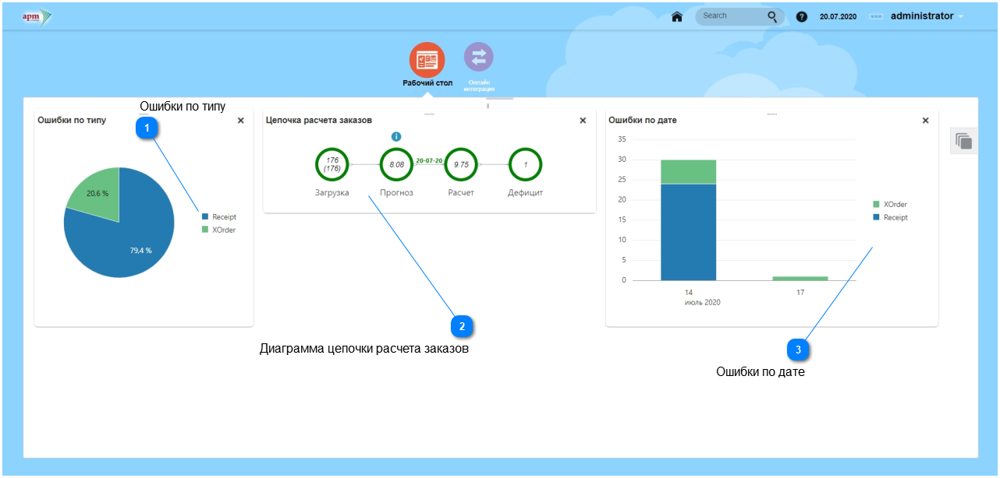 apm
Search
?
20.07.2020
administrator
Рабочий стол
Онлайн
интеграция
Ошибки по типу
Ошибки по типу
1
20.6 %
79,4 %
Receipt
XOrder
Цепочка расчета заказов
i
176
(176)
8.08
20-07-20
9.75
1
Загрузка
Прогноз
Расчет
Дефицит
2
Диаграмма цепочки расчета заказов
Ошибки по дате
35
30
25
20
15
10
5
0
14
июль 2020
17
XOrder
Receipt
3
Ошибки по дате